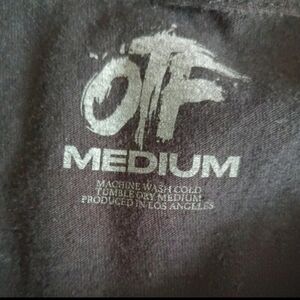 OTF
MEDIUM
MACHINE WASH COLD
TUMBLE DRY MEDIUM
PRODUCED IN LOS ANGELES